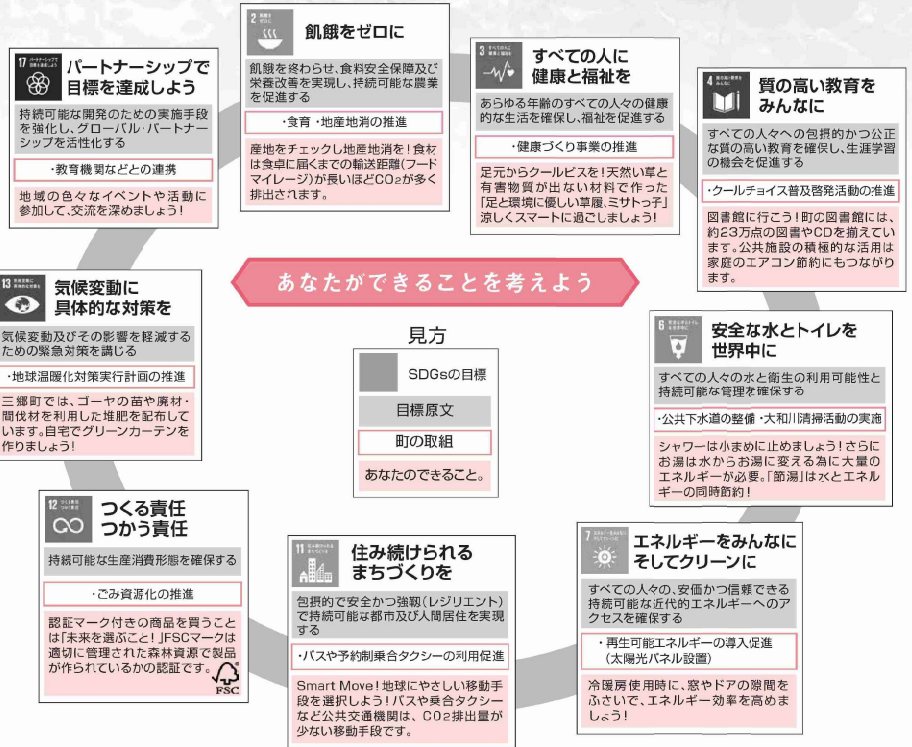 あなたができることを考えよう
見方
SDGsの目標
目標原文
町の取組
あなたのできること。
2
飢餓をゼロに
飢餓を終わらせ、食料安全保障及び
栄養改善を実現し、持続可能な農業
を促進する
・食育・地産地消の推進
産地をチェックし地産地消を!食材
は食卓に届くまでの輸送距離(フード
マイレージ)が長いほどCO2が多く
排出されます。
3
すべての人に
健康と福祉を
あらゆる年齢のすべての人々の健康
的な生活を確保し、福祉を促進する
・健康づくり事業の推進
足元からクールビズを!天然い草と
有害物質が出ない材料で作った
「足と環境に優しい草履、ミサトっ子」
涼しくスマートに過ごしましょう!
4
質の高い教育を
みんなに
すべての人々への包摂的かつ公正
な質の高い教育を確保し、生涯学習
の機会を促進する
・クールチョイス普及啓発活動の推進
図書館に行こう!町の図書館には、
約23万点の図書やCDを揃えてい
ます。公共施設の積極的な活用は
家庭のエアコン節約にもつながり
ます。
6
安全な水とトイレを
世界中に
すべての人々の水と衛生の利用可能性と
持続可能な管理を確保する
・公共下水道の整備・大和川清掃活動の実施
シャワーは小まめに止めましょう!さらに
お湯は水からお湯に変える為に大量の
エネルギーが必要。「節湯」は水とエネル
ギーの同時節約!
7
エネルギーをみんなに
そしてクリーンに
すべての人々の、安価かつ信頼できる
持続可能な近代的エネルギーへのア
クセスを確保する
・再生可能エネルギーの導入促進
(太陽光パネル設置)
冷暖房使用時に、窓やドアの隙間を
ふさいで、エネルギー効率を高めま
しょう!
11
住み続けられる
まちづくりを
包摂的で安全かつ強靱(レジリエント)
で持続可能な都市及び人間居住を実現
する
・バスや予約制乗合タクシーの利用促進
Smart Move!地球にやさしい移動手
段を選択しよう!バスや乗合タクシー
など公共交通機関は、CO2排出量が
少ない移動手段です。
12
つくる責任
つかう責任
持続可能な生産消費形態を確保する
・ごみ資源化の推進
認証マーク付きの商品を買うこと
は「未来を選ぶこと!」FSCマークは
適切に管理された森林資源で製品
が作られているかの認証です。
FSC
13
気候変動に
具体的な対策を
気候変動及びその影響を軽減する
ための緊急対策を講じる
・地球温暖化対策実行計画の推進
三郷町では、ゴーヤの苗や廃材・
間伐材を利用した堆肥を配布して
います。自宅でグリーンカーテンを
作りましょう!
17
パートナーシップで
目標を達成しよう
持続可能な開発のための実施手段
を強化し、グローバル・パートナー
シップを活性化する
・教育機関などとの連携
地域の色々なイベントや活動に
参加して、交流を深めましょう!